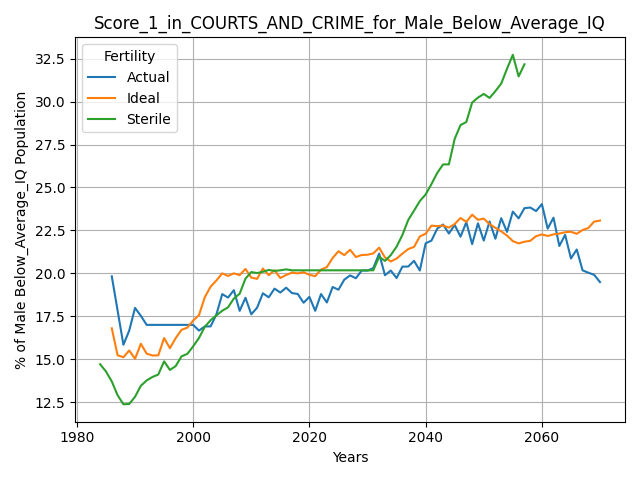 Score_1_in_COURTS_AND_CRIME_for_Male_Below_Average_IQ
Fertility
Actual
Ideal
Sterile
% of Male Below_Average_IQ Population
32.5
30.0
27.5
25.0
22.5
20.0
17.5
15.0
12.5
1980
2000
2020
2040
2060
Years